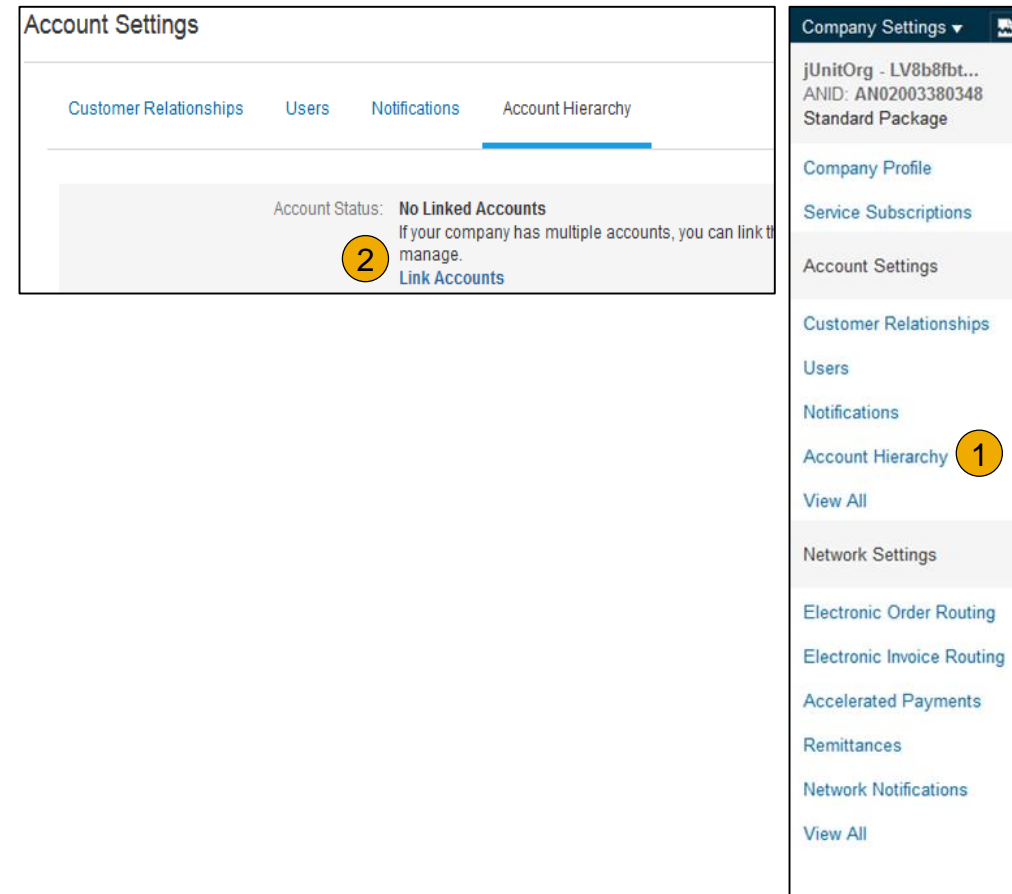 Account Settings
Customer Relationships Users Notifications Account Hierarchy
Account Status: No Linked Accounts
If your company has multiple accounts, you can link
manage.
2
Link Accounts
Company Settings ▾
jUnitOrg - LV8b8fbt...
ANID: AN02003380348
Standard Package
Company Profile
Service Subscriptions
Account Settings
Customer Relationships
Users
Notifications
Account Hierarchy 1
View All
Network Settings
Electronic Order Routing
Electronic Invoice Routing
Accelerated Payments
Remittances
Network Notifications
View All